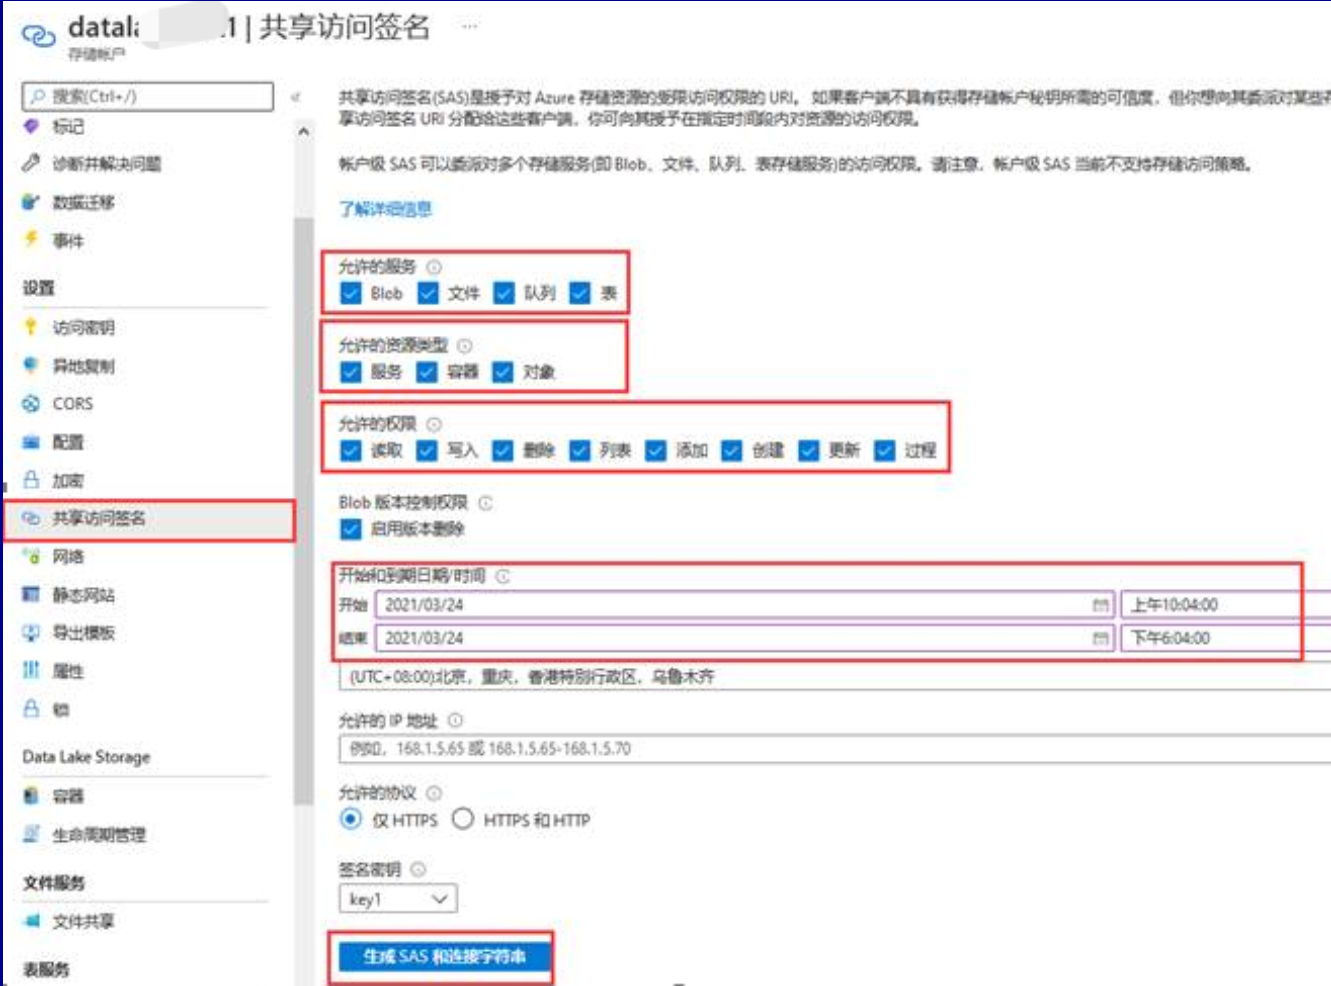 datala 1 | 共享访问签名 ...
存储帐户
搜索(Ctrl+/)
标记
诊断并解决问题
数据迁移
事件
设置
访问密钥
异地复制
CORS
配置
加密
共享访问签名
网络
静态网站
导出模板
属性
锁
Data Lake Storage
容器
生命周期管理
文件服务
文件共享
表服务
共享访问签名(SAS)是授予对 Azure 存储资源的受限访问权限的 URI。 如果客户端不具有获得存储帐户秘钥所需的可信度，但你想向其委派对某些存
享访问签名 URI 分配给这些客户端，你可向其授予在指定时间段内对资源的访问权限。
帐户级 SAS 可以委派对多个存储服务(即 Blob、文件、队列、表存储服务)的访问权限。请注意，帐户级 SAS 当前不支持存储访问策略。
了解详细信息
允许的服务
Blob 文件 队列 表
允许的资源类型
服务 容器 对象
允许的权限
读取 写入 删除 列表 添加 创建 更新 过程
Blob 版本控制权限
启用版本删除
开始和到期日期/时间
开始 2021/03/24 上午10:04:00
结束 2021/03/24 下午6:04:00
(UTC+08:00)北京，重庆，香港特别行政区，乌鲁木齐
允许的 IP 地址
例如，168.1.5.65 或 168.1.5.65-168.1.5.70
允许的协议
仅 HTTPS HTTPS 和 HTTP
签名密钥
key1
生成 SAS 和连接字符串